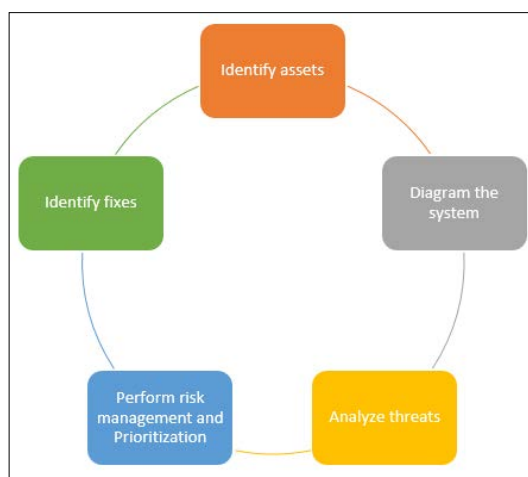 Identify assets
Diagram the
system
Analyze threats
Perform risk
management and
Prioritization
Identify fixes